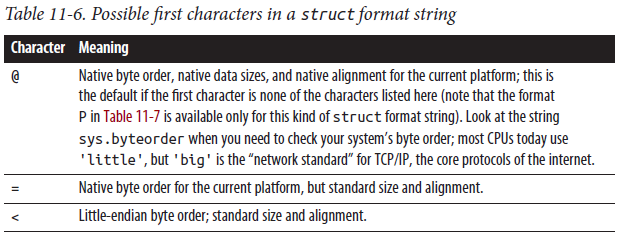 Table 11-6. Possible first characters in a struct format string
Character Meaning
@ Native byte order, native data sizes, and native alignment for the current platform; this is
the default if the first character is none of the characters listed here (note that the format
P in Table 11-7 is available only for this kind of struct format string). Look at the string
sys.byteorder when you need to check your system's byte order; most CPUs today use
'little', but 'big' is the “network standard” for TCP/IP, the core protocols of the internet.
= Native byte order for the current platform, but standard size and alignment.
< Little-endian byte order; standard size and alignment.